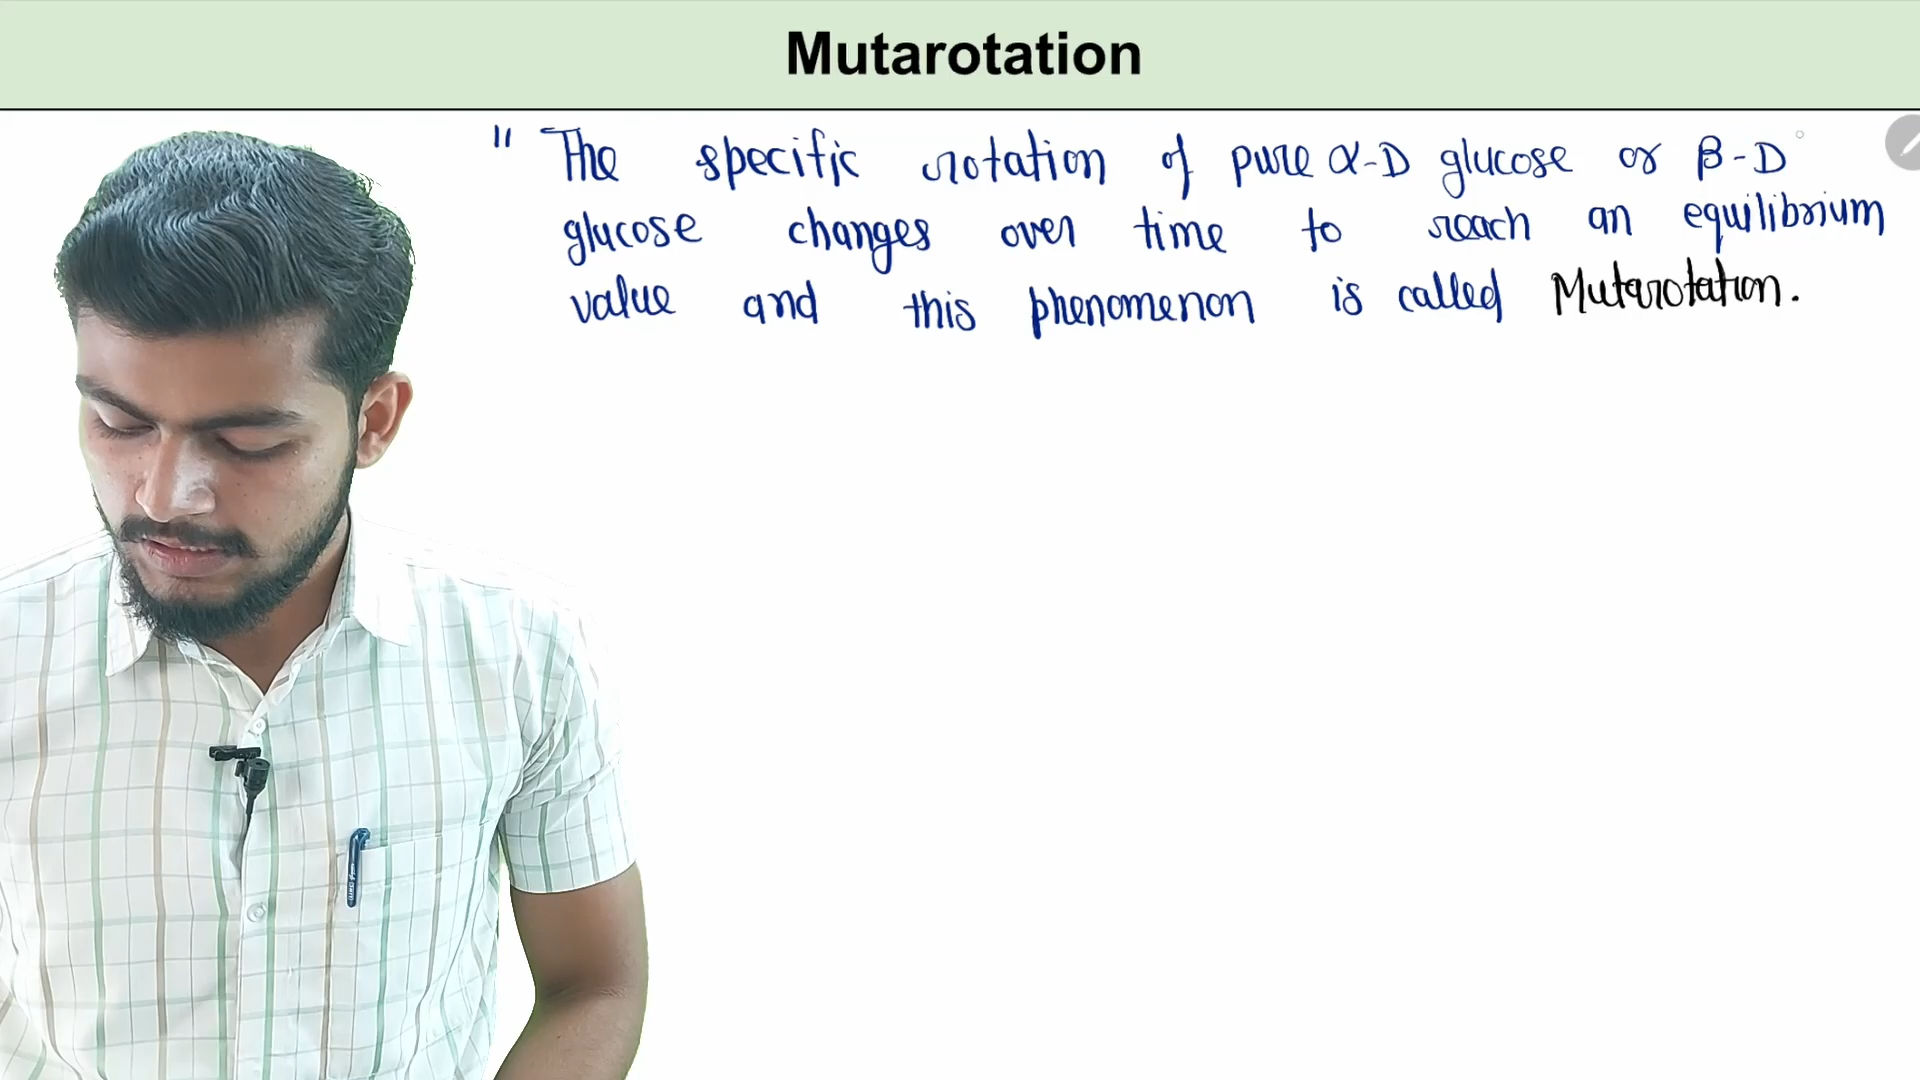 Mutarotation
" The specific rotation of pure α-D glucose or β-D
glucose changes over time to reach an equilibrium
value and this phenomenon is called Mutarotation.